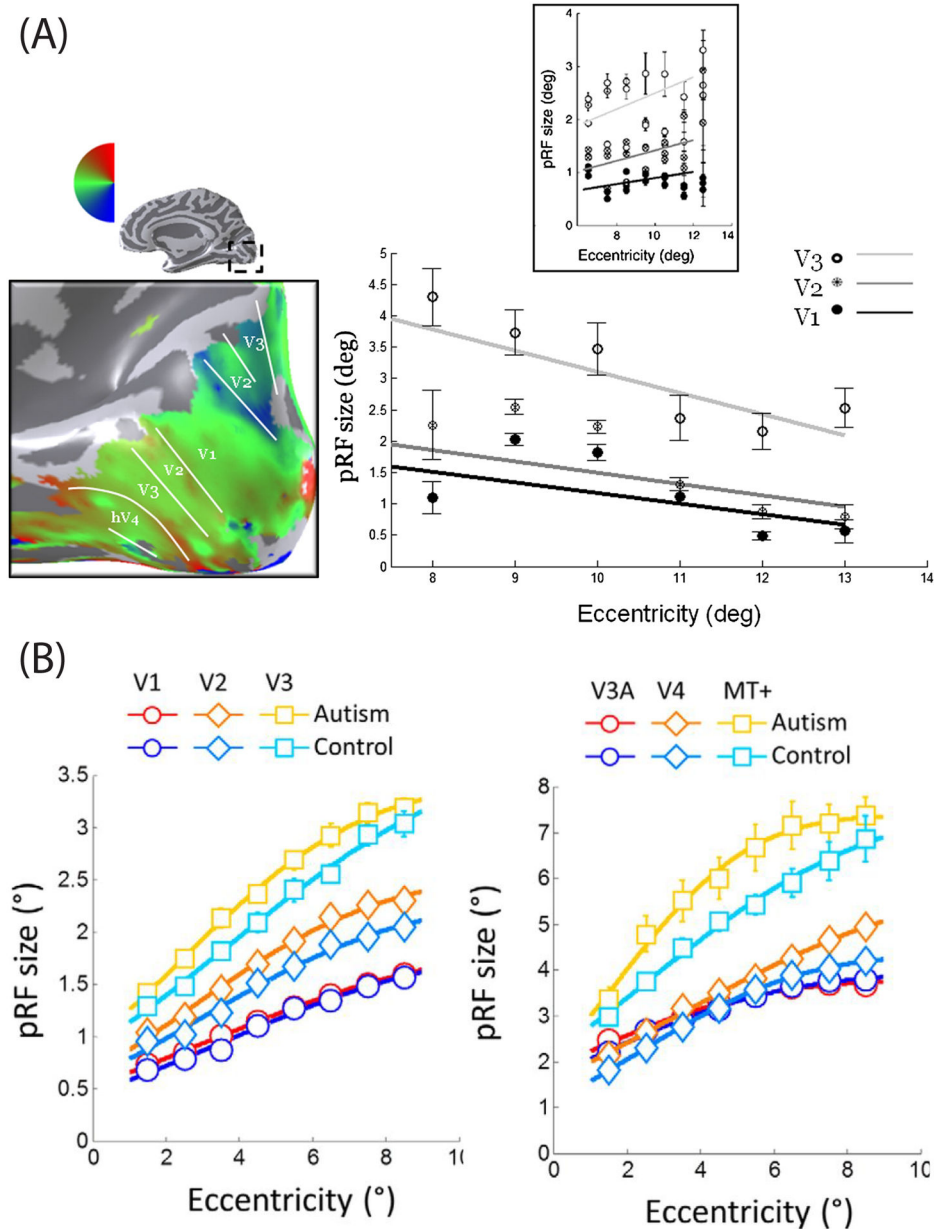 (A)
4
3
2
1
0
pRF size (deg)
8 10 12 14
Eccentricity (deg)
V3
V2
V1
V3
V2
V1
V2
V3
hV4
5
4.5
4
3.5
3
2.5
2
1.5
1
0.5
0
pRF size (deg)
8 9 10 11 12 13 14
Eccentricity (deg)
(B)
V1 V2 V3
Autism
Control
3.5
3
2.5
2
1.5
1
0.5
0
pRF size (°)
0 2 4 6 8 10
Eccentricity (°)
V3A V4 MT+
Autism
Control
8
7
6
5
4
3
2
1
0
pRF size (°)
0 2 4 6 8 10
Eccentricity (°)